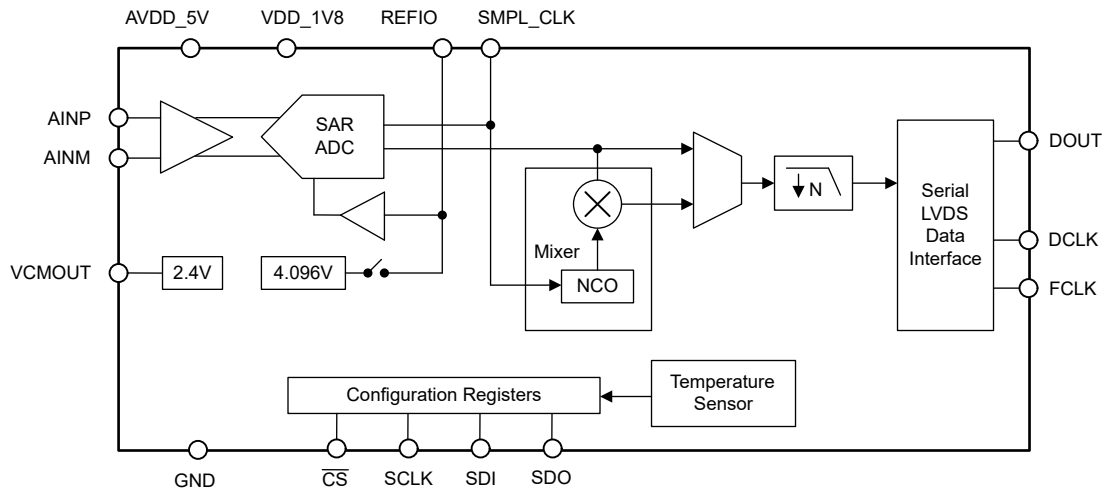 AVDD_5V
VDD_1V8
REFIO
SMPL_CLK
AINP
AINM
SAR
ADC
DOUT
Serial
LVDS
Data
Interface
N
Mixer
VCMOUT
2.4V
4.096V
NCO
DCLK
FCLK
Configuration Registers
Temperature
Sensor
GND
CS
SCLK
SDI
SDO